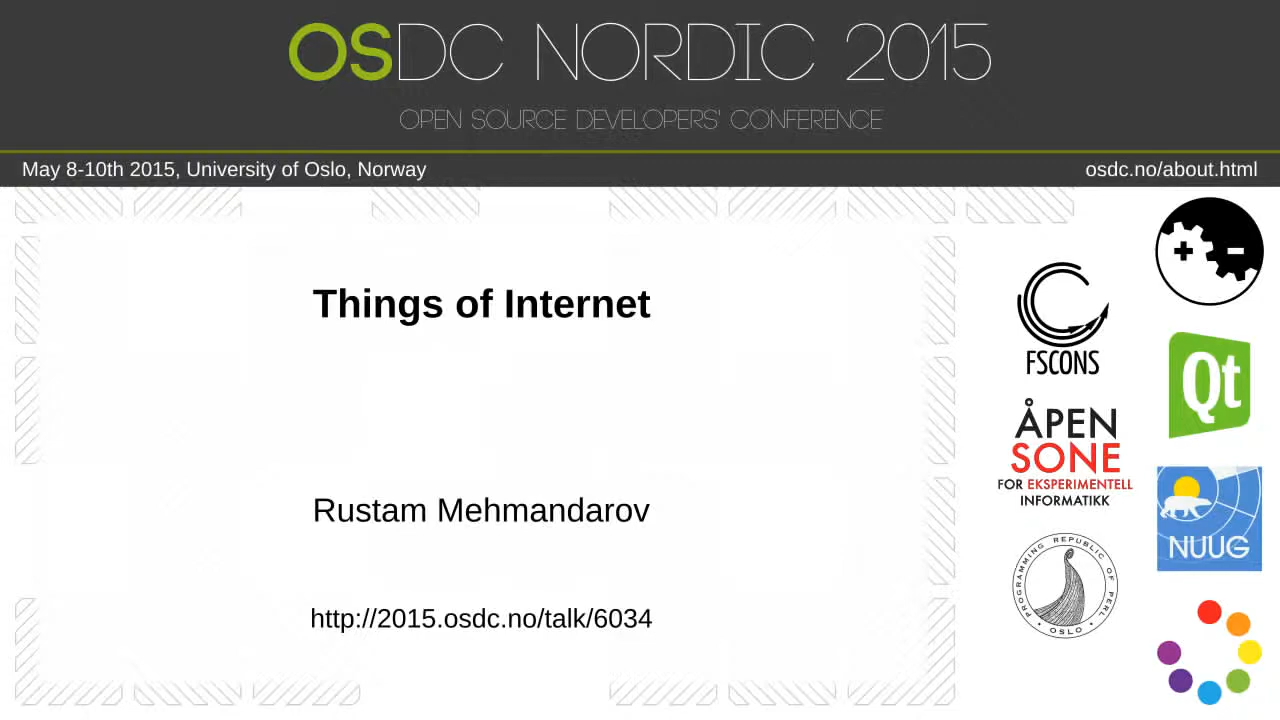 OSDC NORDIC 2015
OPEN SOURCE DEVELOPERS' CONFERENCE
May 8-10th 2015, University of Oslo, Norway
osdc.no/about.html
Things of Internet
Rustam Mehmandarov
http://2015.osdc.no/talk/6034
+ -
FSCONS
Qt
ÅPEN
SONE
FOR EKSPERIMENTELL
INFORMATIKK
NUUG
PROGRAMMING REPUBLIC OF PERL
• OSLO •